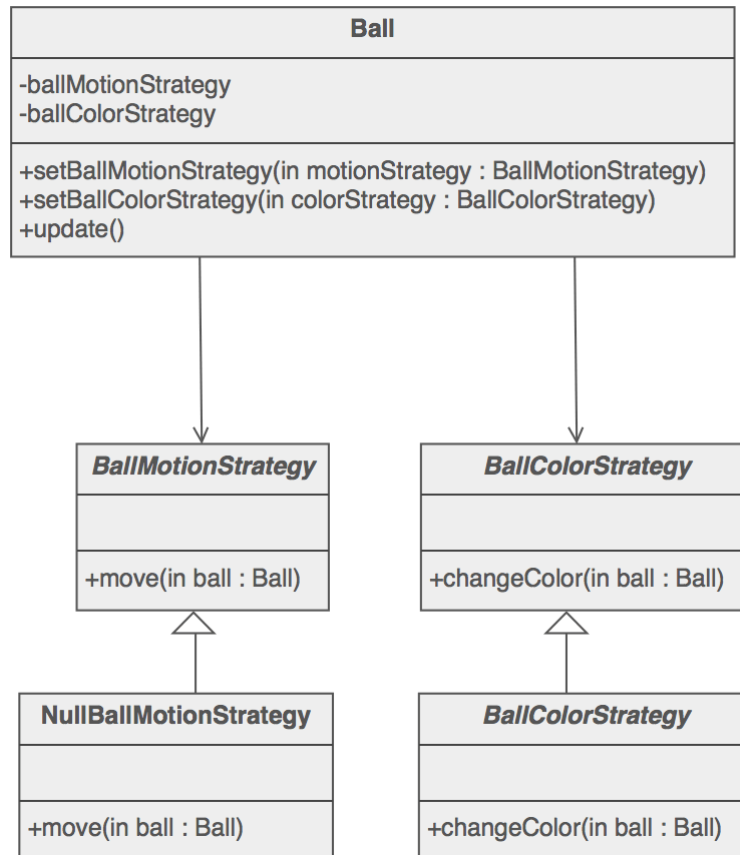 Ball
-ballMotionStrategy
-ballColorStrategy
+setBallMotionStrategy(in motionStrategy : BallMotionStrategy)
+setBallColorStrategy(in colorStrategy : BallColorStrategy)
+update()
BallMotionStrategy
+move(in ball : Ball)
BallColorStrategy
+changeColor(in ball : Ball)
NullBallMotionStrategy
+move(in ball : Ball)
BallColorStrategy
+changeColor(in ball : Ball)